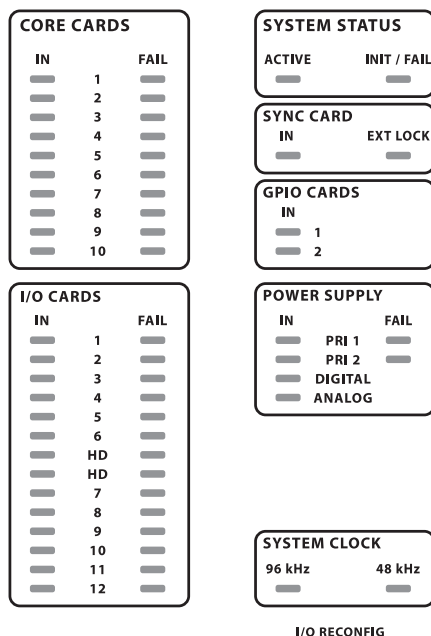 CORE CARDS
IN FAIL
1
2
3
4
5
6
7
8
9
10
I/O CARDS
IN FAIL
1
2
3
4
5
6
HD
HD
7
8
9
10
11
12
SYSTEM STATUS
ACTIVE INIT / FAIL
SYNC CARD
IN EXT LOCK
GPIO CARDS
IN
1
2
POWER SUPPLY
IN FAIL
PRI 1
PRI 2
DIGITAL
ANALOG
SYSTEM CLOCK
96 kHz 48 kHz
I/O RECONFIG